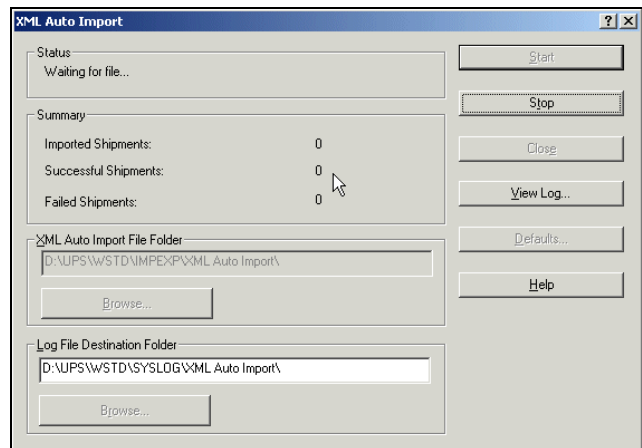 XML Auto Import
Status
Waiting for file...
Summary
Imported Shipments: 0
Successful Shipments: 0
Failed Shipments: 0
XML Auto Import File Folder
D:\UPS\WSTD\IMPEXP\XML Auto Import\
Browse...
Log File Destination Folder
D:\UPS\WSTD\SYSLOG\XML Auto Import\
Browse...
Start
Stop
Close
View Log...
Defaults...
Help